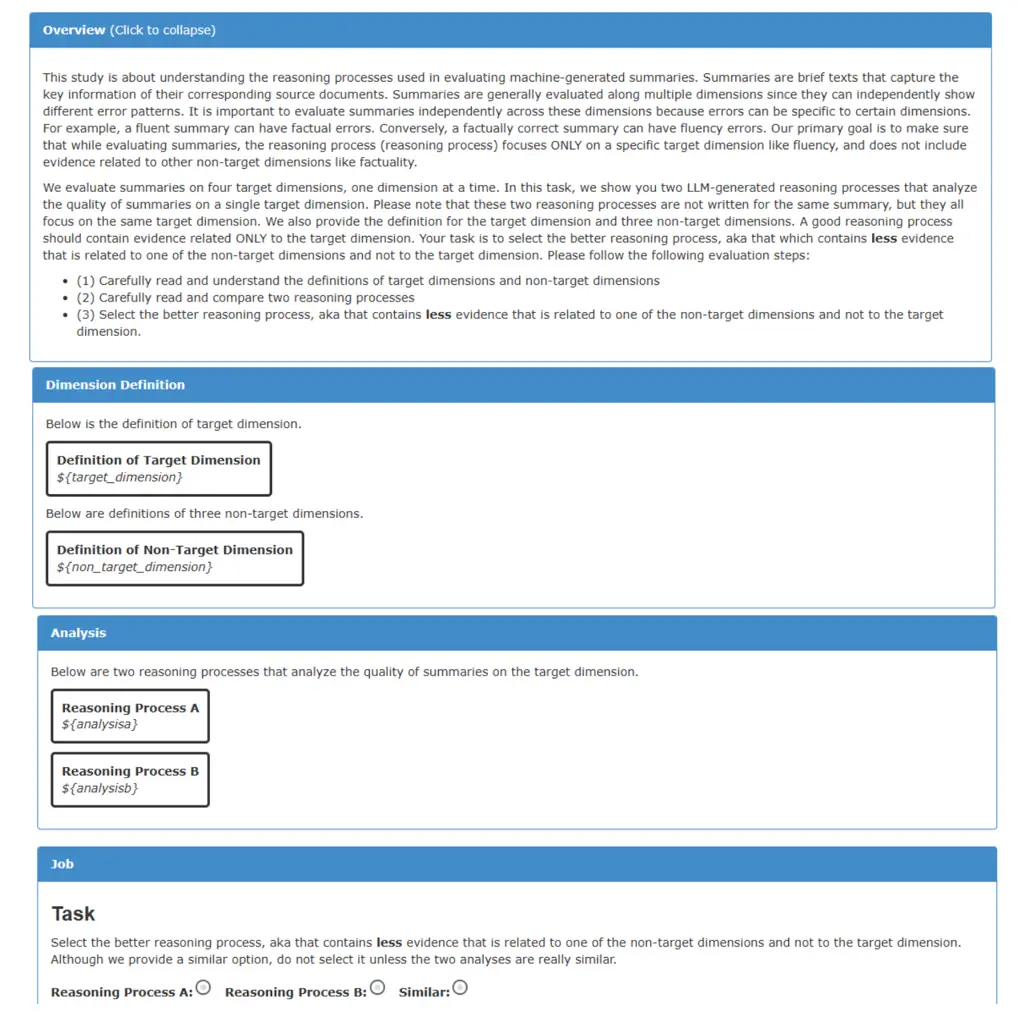 Overview (Click to collapse)
This study is about understanding the reasoning processes used in evaluating machine-generated summaries. Summaries are brief texts that capture the
key information of their corresponding source documents. Summaries are generally evaluated along multiple dimensions since they can independently show
different error patterns. It is important to evaluate summaries independently across these dimensions because errors can be specific to certain dimensions.
For example, a fluent summary can have factual errors. Conversely, a factually correct summary can have fluency errors. Our primary goal is to make sure
that while evaluating summaries, the reasoning process (reasoning process) focuses ONLY on a specific target dimension like fluency, and does not include
evidence related to other non-target dimensions like factuality.
We evaluate summaries on four target dimensions, one dimension at a time. In this task, we show you two LLM-generated reasoning processes that analyze
the quality of summaries on a single target dimension. Please note that these two reasoning processes are not written for the same summary, but they all
focus on the same target dimension. We also provide the definition for the target dimension and three non-target dimensions. A good reasoning process
should contain evidence related ONLY to the target dimension. Your task is to select the better reasoning process, aka that which contains less evidence
that is related to one of the non-target dimensions and not to the target dimension. Please follow the following evaluation steps:
• (1) Carefully read and understand the definitions of target dimensions and non-target dimensions
• (2) Carefully read and compare two reasoning processes
• (3) Select the better reasoning process, aka that contains less evidence that is related to one of the non-target dimensions and not to the target
dimension.
Dimension Definition
Below is the definition of target dimension.
Definition of Target Dimension
${target_dimension}
Below are definitions of three non-target dimensions.
Definition of Non-Target Dimension
${non_target_dimension}
Analysis
Below are two reasoning processes that analyze the quality of summaries on the target dimension.
Reasoning Process A
${analysisa}
Reasoning Process B
${analysisb}
Job
Task
Select the better reasoning process, aka that contains less evidence that is related to one of the non-target dimensions and not to the target dimension.
Although we provide a similar option, do not select it unless the two analyses are really similar.
Reasoning Process A: Reasoning Process B: Similar: